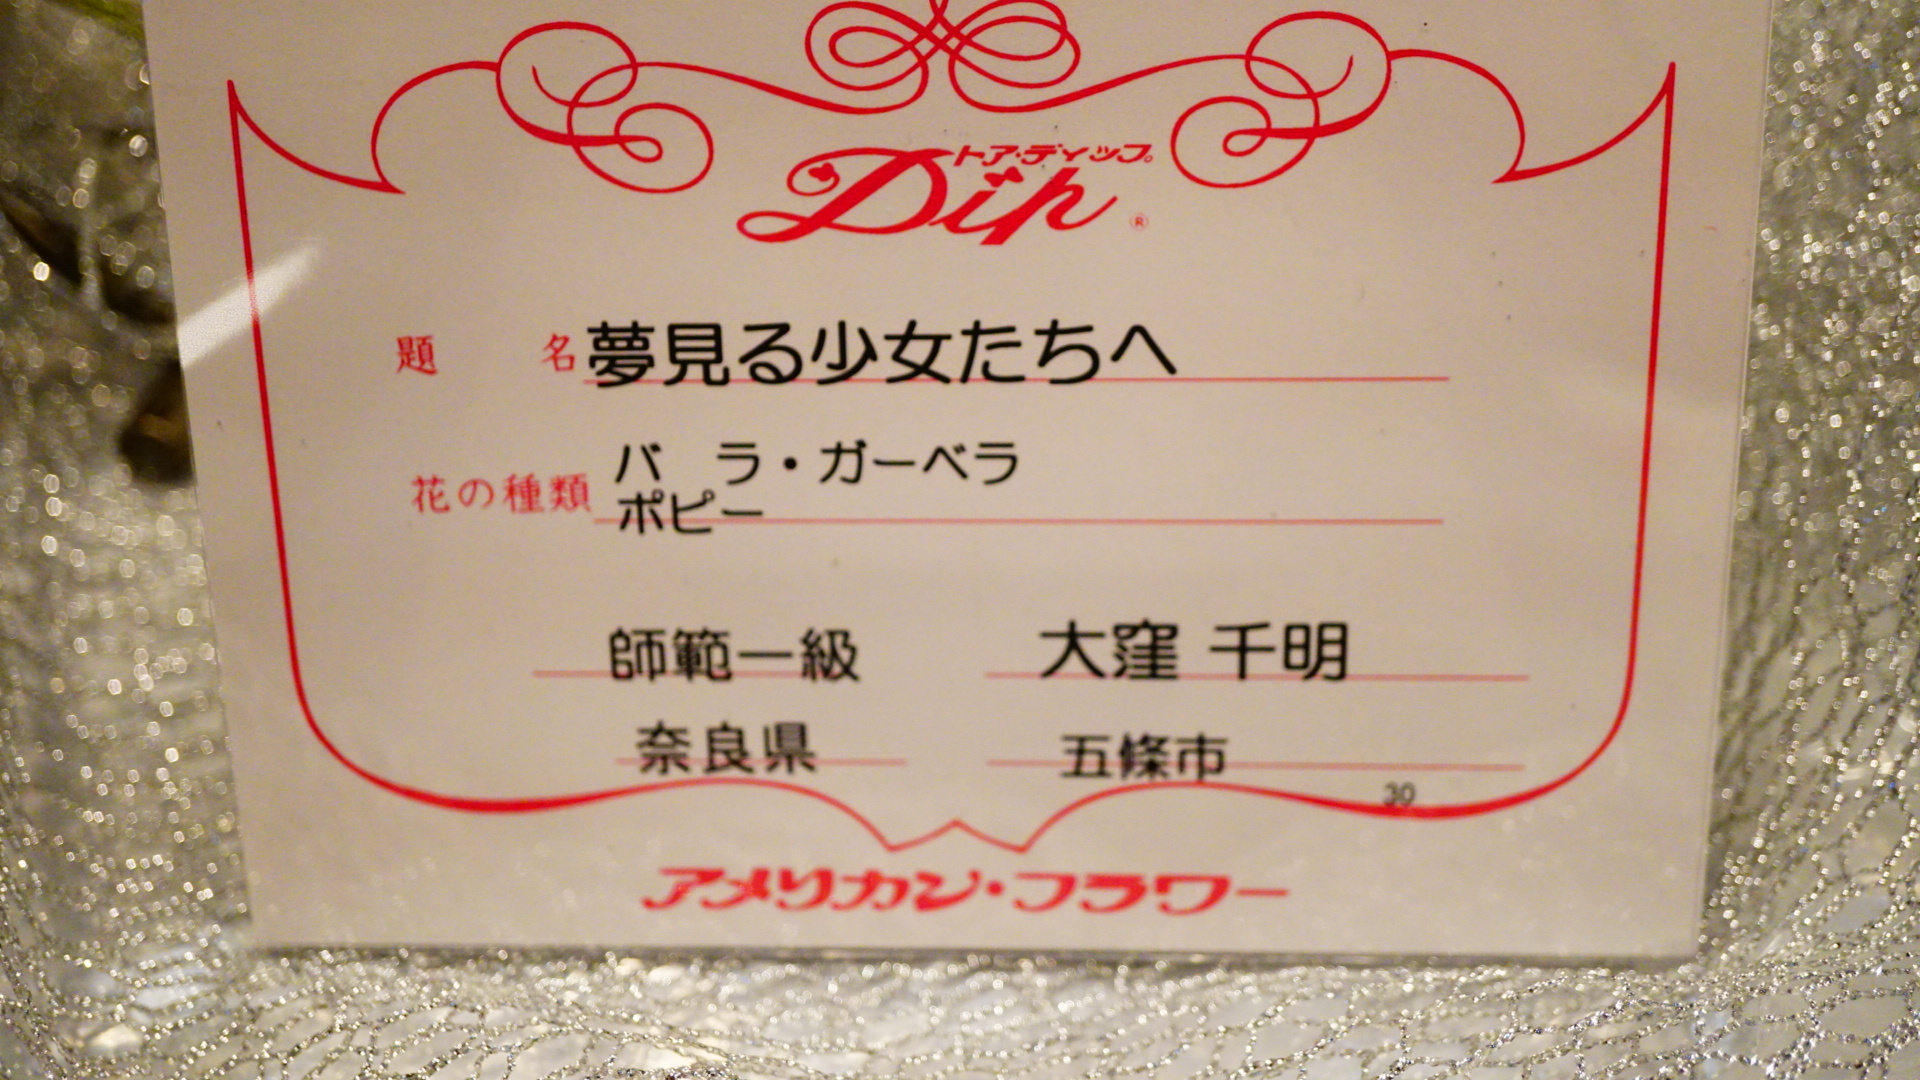 トア・ディップ
Dip ®
題 名 夢見る少女たちへ
花の種類 バ ラ・ガーベラ
ポピー
師範一級 大窪 千明
奈良県 五條市
30
アメリカン・フラワー